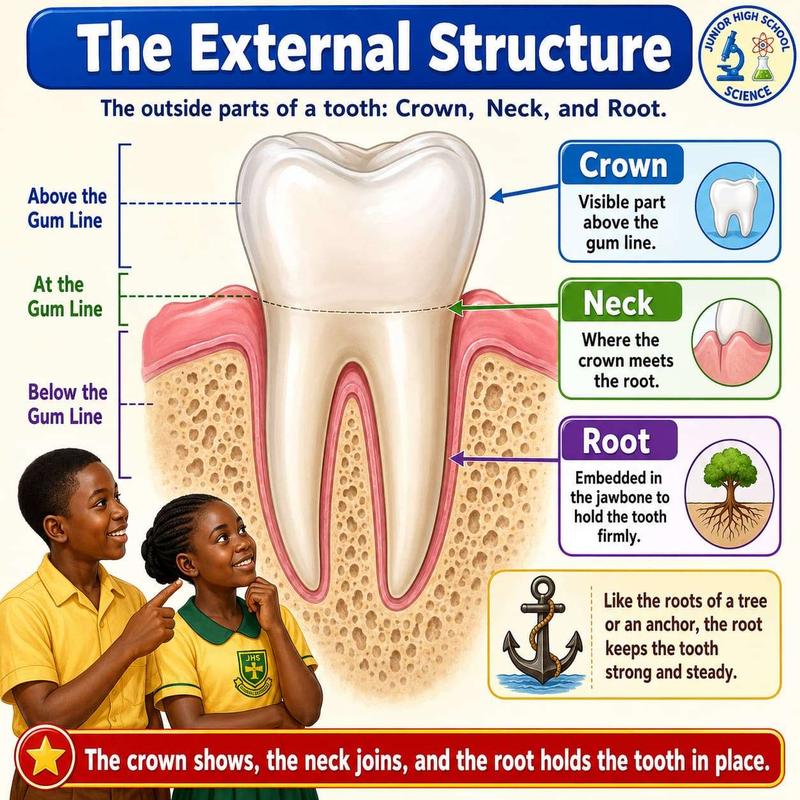 The External Structure
JUNIOR HIGH SCHOOL
SCIENCE
The outside parts of a tooth: Crown, Neck, and Root.
Above the
Gum Line
At the
Gum Line
Below the
Gum Line
Crown
Visible part
above the
gum line.
Neck
Where the
crown meets
the root.
Root
Embedded in
the jawbone to
hold the tooth
firmly.
Like the roots of a tree
or an anchor, the root
keeps the tooth
strong and steady.
JHS
The crown shows, the neck joins, and the root holds the tooth in place.